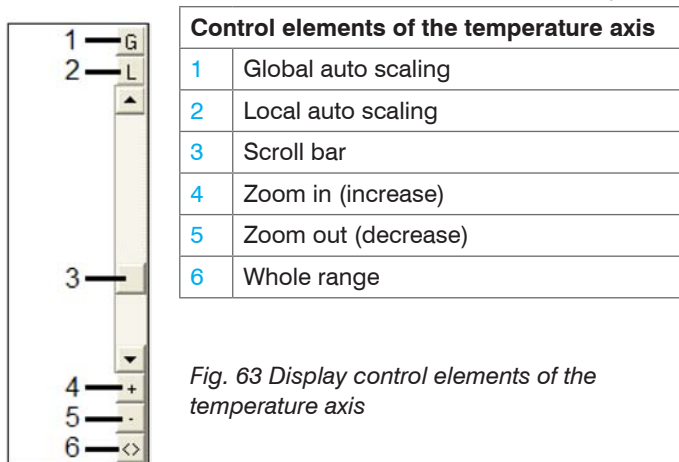 1 G
2 L
3
4 +
5 -
6 <>
Control elements of the temperature axis
1 Global auto scaling
2 Local auto scaling
3 Scroll bar
4 Zoom in (increase)
5 Zoom out (decrease)
6 Whole range
Fig. 63 Display control elements of the
temperature axis